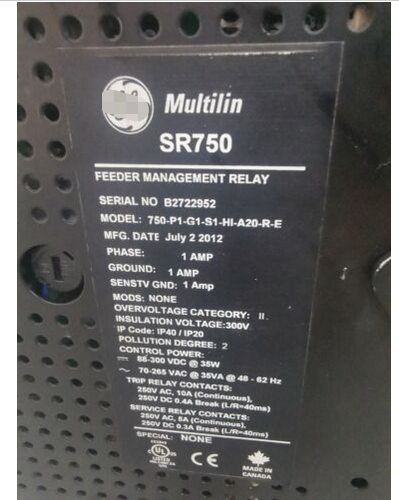 Multilin
SR750
FEEDER MANAGEMENT RELAY
SERIAL NO B2722952
MODEL: 750-P1-G1-S1-HI-A20-R-E
MFG. DATE July 2 2012
PHASE: 1 AMP
GROUND: 1 AMP
SENSTV GND: 1 Amp
MODS: NONE
OVERVOLTAGE CATEGORY: II.
INSULATION VOLTAGE:300V
IP Code: IP40 / IP20
POLLUTION DEGREE: 2
CONTROL POWER:
⎓ 88-300 VDC @ 35W
~ 70-265 VAC @ 35VA @ 48 - 62 Hz
TRIP RELAY CONTACTS:
250V AC, 10A (Continuous),
250V DC 0.4A Break (L/R=40ms)
SERVICE RELAY CONTACTS:
250V AC, 5A (Continuous),
250V DC 0.3A Break (L/R=40ms)
SPECIAL: NONE
UL
LISTED
CE
MADE IN
CANADA